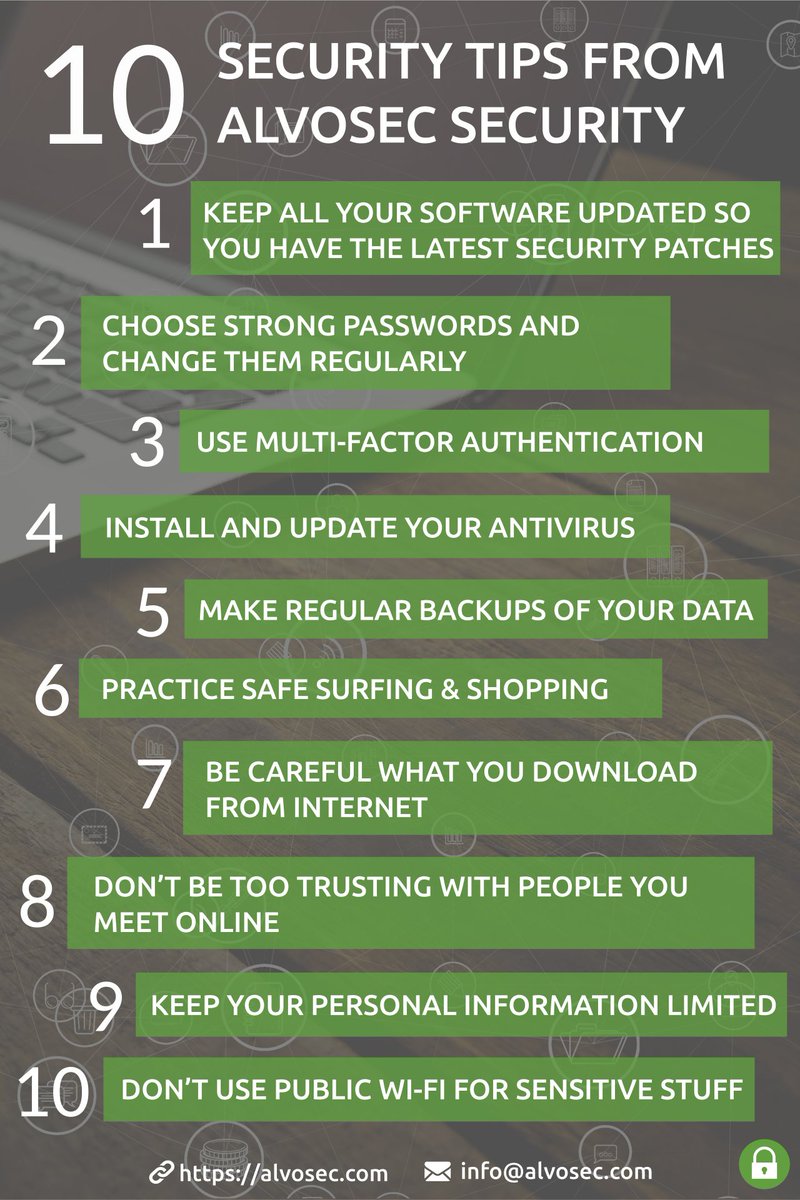 10
SECURITY TIPS FROM
ALVOSEC SECURITY
1
KEEP ALL YOUR SOFTWARE UPDATED SO
YOU HAVE THE LATEST SECURITY PATCHES
2
CHOOSE STRONG PASSWORDS AND
CHANGE THEM REGULARLY
3
USE MULTI-FACTOR AUTHENTICATION
4
INSTALL AND UPDATE YOUR ANTIVIRUS
5
MAKE REGULAR BACKUPS OF YOUR DATA
6
PRACTICE SAFE SURFING & SHOPPING
7
BE CAREFUL WHAT YOU DOWNLOAD
FROM INTERNET
8
DON’T BE TOO TRUSTING WITH PEOPLE YOU
MEET ONLINE
9
KEEP YOUR PERSONAL INFORMATION LIMITED
10
DON’T USE PUBLIC WI-FI FOR SENSITIVE STUFF
https://alvosec.com
info@alvosec.com